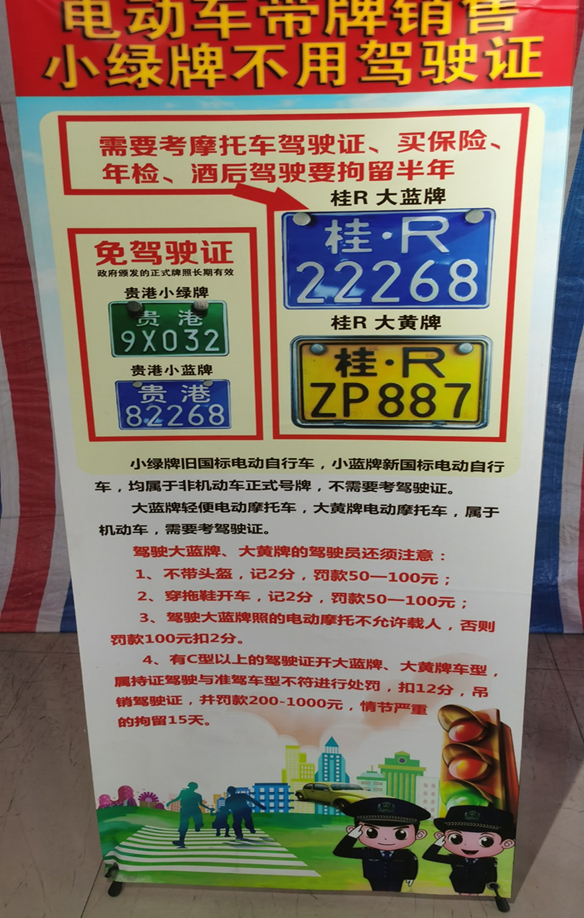 电动车带牌销售
小绿牌不用驾驶证
需要考摩托车驾驶证、买保险、
年检、酒后驾驶要拘留半年
桂R 大蓝牌
桂·R
22268
免驾驶证
政府颁发的正式牌照长期有效
贵港小绿牌
贵 港
9X032
桂R 大黄牌
桂·R
ZP887
贵港小蓝牌
贵 港
82268
小绿牌旧国标电动自行车，小蓝牌新国标电动自行
车，均属于非机动车正式号牌，不需要考驾驶证。
大蓝牌轻便电动摩托车，大黄牌电动摩托车，属于
机动车，需要考驾驶证。
驾驶大蓝牌、大黄牌的驾驶员还须注意：
1、不带头盔，记2分，罚款50—100元；
2、穿拖鞋开车，记2分，罚款50—100元；
3、驾驶大蓝牌照的电动摩托不允许载人，否则
罚款100元扣2分。
4、有C型以上的驾驶证开大蓝牌、大黄牌车型，
属持证驾驶与准驾车型不符进行处罚，扣12分，吊
销驾驶证，并罚款200-1000元，情节严重
的拘留15天。